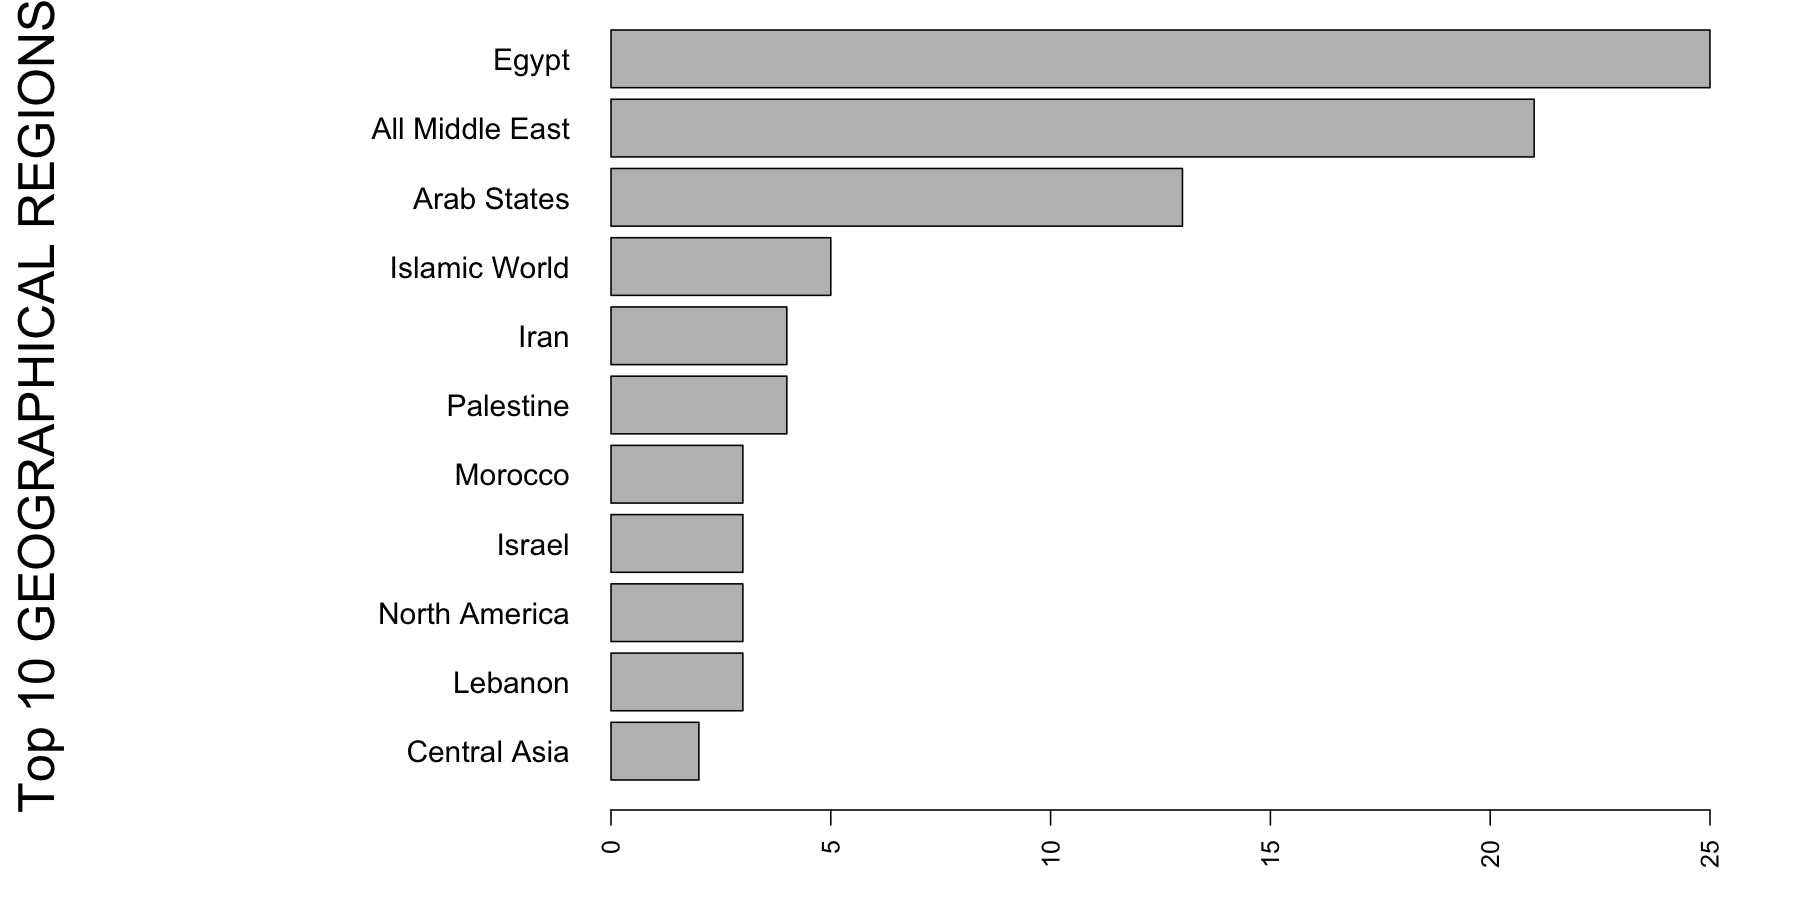 Top 10 GEOGRAPHICAL REGIONS
Egypt
All Middle East
Arab States
Islamic World
Iran
Palestine
Morocco
Israel
North America
Lebanon
Central Asia
0 5 10 15 20 25